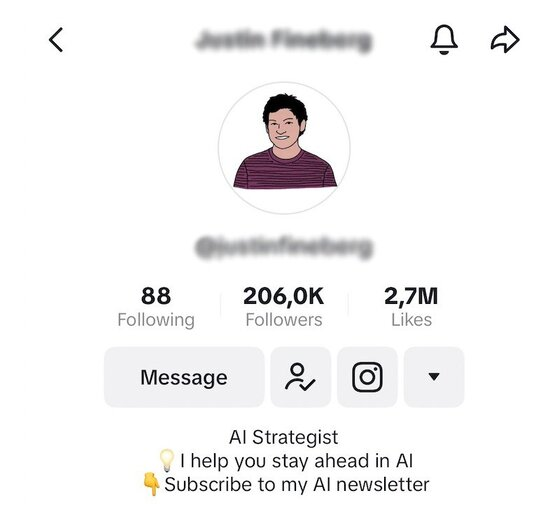 88
206,0K
2,7M
Following
Followers
Likes
Message
AI Strategist
💡I help you stay ahead in AI
👇Subscribe to my AI newsletter